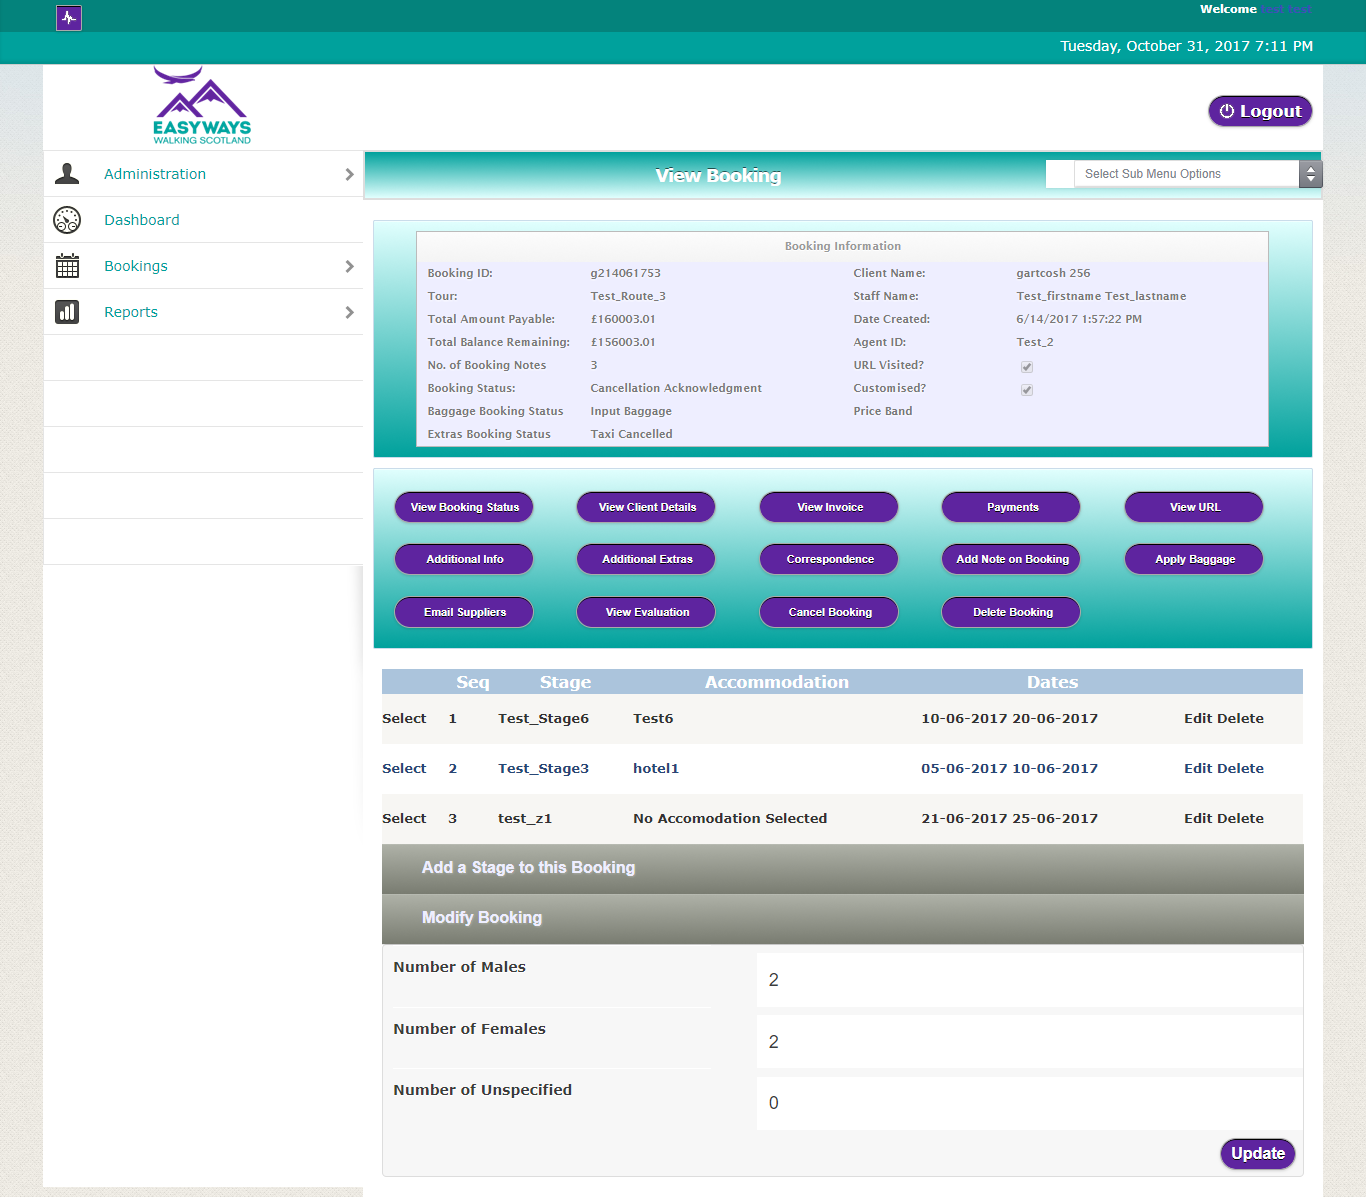 Welcome test test
Tuesday, October 31, 2017 7:11 PM
EASYWAYS
WALKING SCOTLAND
Logout
Administration
Dashboard
Bookings
Reports
View Booking
Select Sub Menu Options
Booking Information
Booking ID: g214061753 Client Name: gartcosh 256
Tour: Test_Route_3 Staff Name: Test_firstname Test_lastname
Total Amount Payable: £160003.01 Date Created: 6/14/2017 1:57:22 PM
Total Balance Remaining: £156003.01 Agent ID: Test_2
No. of Booking Notes 3 URL Visited?
Booking Status: Cancellation Acknowledgment Customised?
Baggage Booking Status Input Baggage Price Band
Extras Booking Status Taxi Cancelled
View Booking Status View Client Details View Invoice Payments View URL
Additional Info Additional Extras Correspondence Add Note on Booking Apply Baggage
Email Suppliers View Evaluation Cancel Booking Delete Booking
Seq Stage Accommodation Dates
Select 1 Test_Stage6 Test6 10-06-2017 20-06-2017 Edit Delete
Select 2 Test_Stage3 hotel1 05-06-2017 10-06-2017 Edit Delete
Select 3 test_z1 No Accomodation Selected 21-06-2017 25-06-2017 Edit Delete
Add a Stage to this Booking
Modify Booking
Number of Males 2
Number of Females 2
Number of Unspecified 0
Update